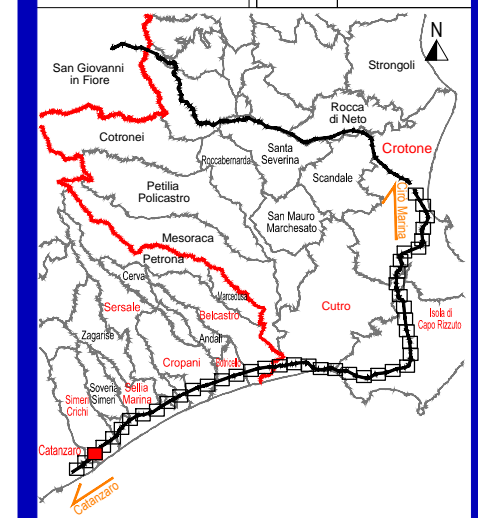 N
San Giovanni
in Fiore
Strongoli
Rocca
di Neto
Cotronei
Crotone
Roccabernarda
Santa
Severina
Scandale
Petilia
Policastro
Cirò Marina
San Mauro
Marchesato
Mesoraca
Petrona
Cerva
Marcedusa
Sersale
Belcastro
Cutro
Isola di
Capo Rizzuto
Zagarise
Andali
Cropani
Botricello
Simeri
Crichi
Soveria
Simeri
Sellia
Marina
Catanzaro
Catanzaro